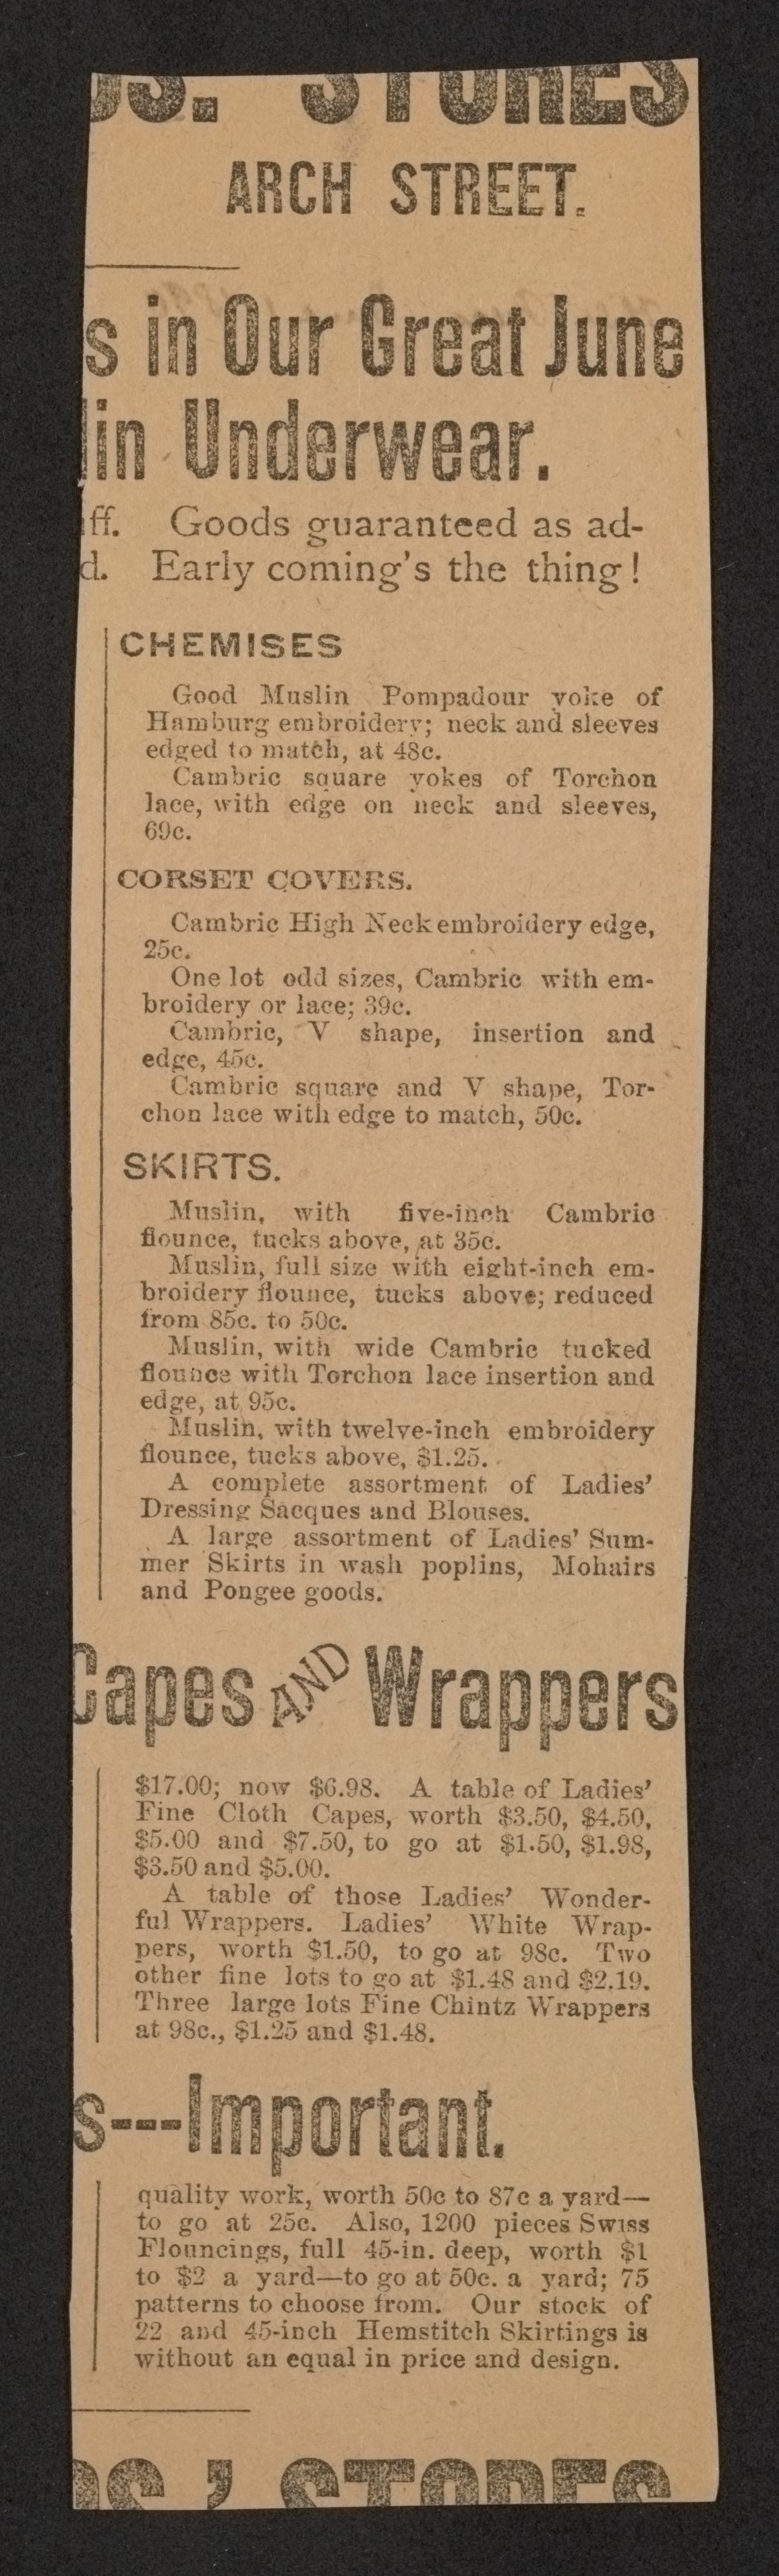 OS. STORES
ARCH STREET.
s in Our Great June
lin Underwear.
iff. Goods guaranteed as ad-
d. Early coming's the thing!
CHEMISES
Good Muslin Pompadour yoke of
Hamburg embroidery; neck and sleeves
edged to match, at 48c.
Cambric square yokes of Torchon
lace, with edge on neck and sleeves,
69c.
CORSET COVERS.
Cambric High Neck embroidery edge,
25c.
One lot odd sizes, Cambric with em-
broidery or lace; 39c.
Cambric, V shape, insertion and
edge, 45c.
Cambric square and V shape, Tor-
chon lace with edge to match, 50c.
SKIRTS.
Muslin, with five-inch Cambric
flounce, tucks above, at 35c.
Muslin, full size with eight-inch em-
broidery flounce, tucks above; reduced
from 85c. to 50c.
Muslin, with wide Cambric tucked
flounce with Torchon lace insertion and
edge, at 95c.
Muslin, with twelve-inch embroidery
flounce, tucks above, $1.25.
A complete assortment of Ladies'
Dressing Sacques and Blouses.
A large assortment of Ladies' Sum-
mer Skirts in wash poplins, Mohairs
and Pongee goods.
Capes AND Wrappers
$17.00; now $6.98. A table of Ladies'
Fine Cloth Capes, worth $3.50, $4.50,
$5.00 and $7.50, to go at $1.50, $1.98,
$3.50 and $5.00.
A table of those Ladies' Wonder-
ful Wrappers. Ladies' White Wrap-
pers, worth $1.50, to go at 98c. Two
other fine lots to go at $1.48 and $2.19.
Three large lots Fine Chintz Wrappers
at 98c., $1.25 and $1.48.
s---Important.
quality work, worth 50c to 87c a yard—
to go at 25c. Also, 1200 pieces Swiss
Flouncings, full 45-in. deep, worth $1
to $2 a yard—to go at 50c. a yard; 75
patterns to choose from. Our stock of
22 and 45-inch Hemstitch Skirtings is
without an equal in price and design.
OS' STORES